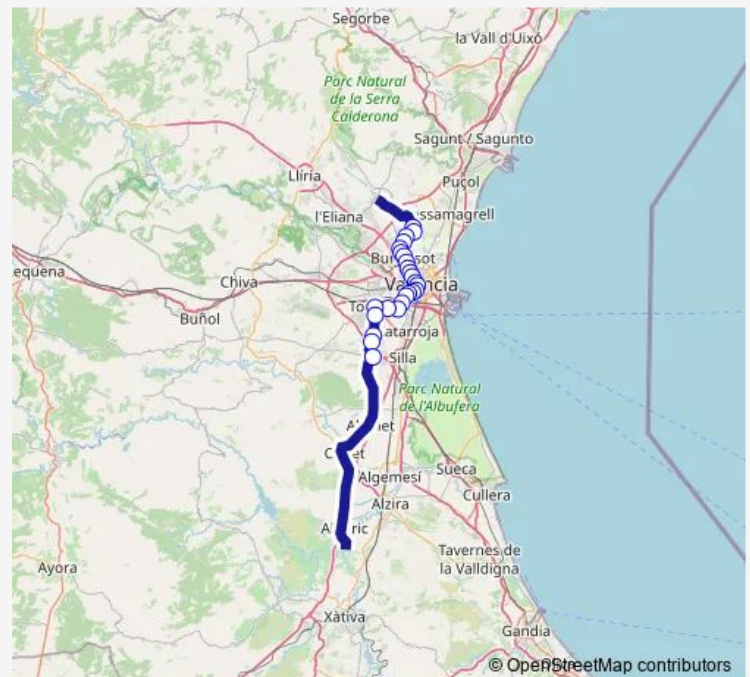 Segorbe
la Vall d'Uixó
Parc Natural
de la Serra
Calderona
Sagunt / Sagunto
Llíria
Puçol
l'Eliana
Chiva
Buñol
Silla
Parc Natural
de l'Albufera
Algemesí
Sueca
Cullera
Alzira
Tavernes de
la Valldigna
Ayora
Xàtiva
Gandia
© OpenStreetMap contributors